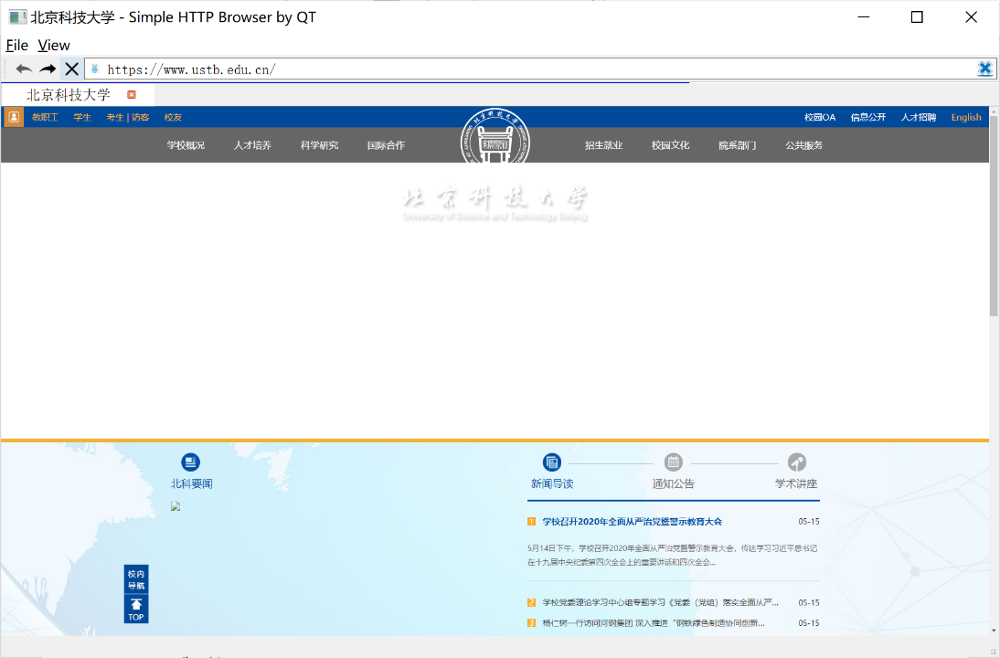 北京科技大学 - Simple HTTP Browser by QT
File View
https://www.ustb.edu.cn/
北京科技大学
教职工 学生 考生 | 访客 校友 校园OA 信息公开 人才招聘 English
学校概况 人才培养 科学研究 国际合作 招生就业 校园文化 院系部门 公共服务
北京科技大学
University of Science and Technology Beijing
北科要闻 新闻导读 通知公告 学术讲座
1 学校召开2020年全面从严治党暨警示教育大会 05-15
5月14日下午，学校召开2020年全面从严治党暨警示教育大会，传达学习习近平总书记
在十九届中央纪委第四次全会上的重要讲话和四次全会...
校内
导航
2 学校党委理论学习中心组专题学习《党委（党组）落实全面从严... 05-15
TOP
3 杨仁树一行访问河钢集团 深入推进“钢铁绿色制造协同创新... 05-15